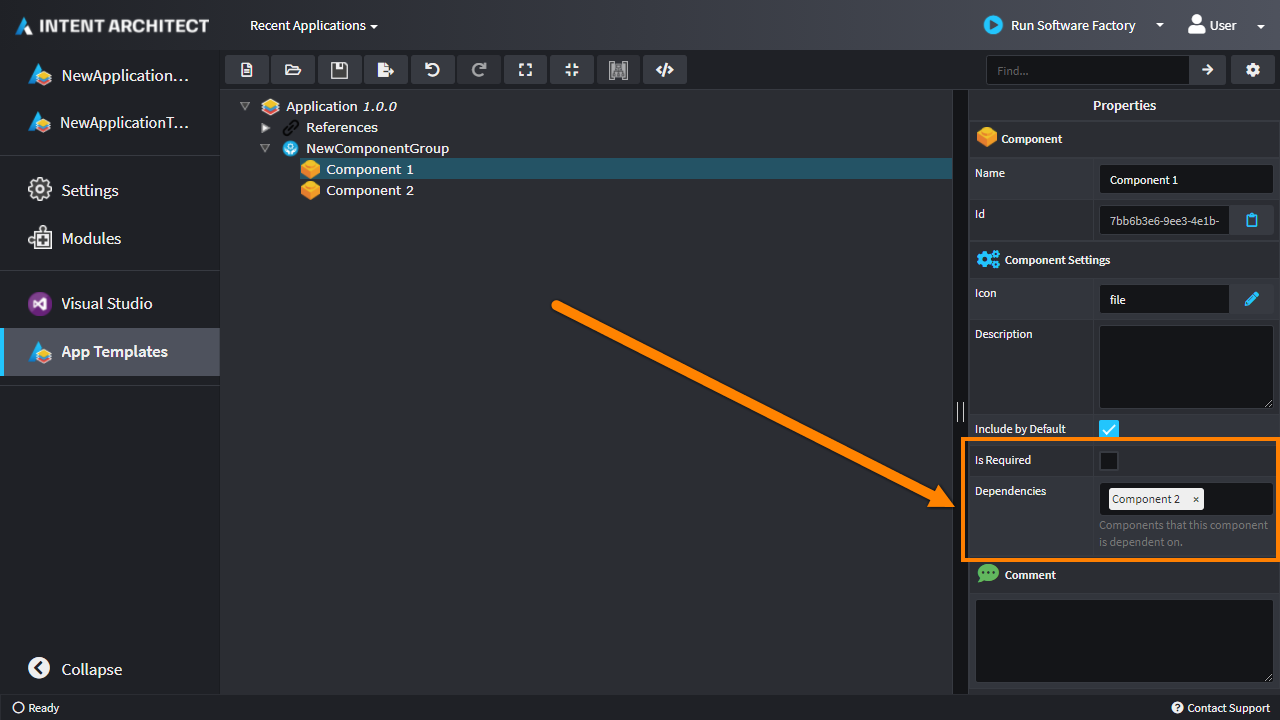 INTENT ARCHITECT
Recent Applications
Run Software Factory
User
NewApplication...
NewApplicationT...
Settings
Modules
Visual Studio
App Templates
Collapse
Find...
Application 1.0.0
References
NewComponentGroup
Component 1
Component 2
Properties
Component
Name
Component 1
Id
7bb6b3e6-9ee3-4e1b-
Component Settings
Icon
file
Description
Include by Default
Is Required
Dependencies
Component 2 ×
Components that this component
is dependent on.
Comment
Ready
Contact Support